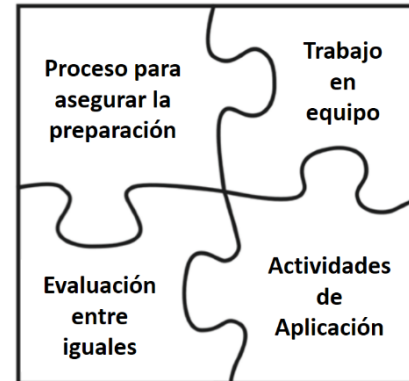 Proceso para
asegurar la
preparación
Trabajo
en
equipo
Evaluación
entre
iguales
Actividades
de
Aplicación